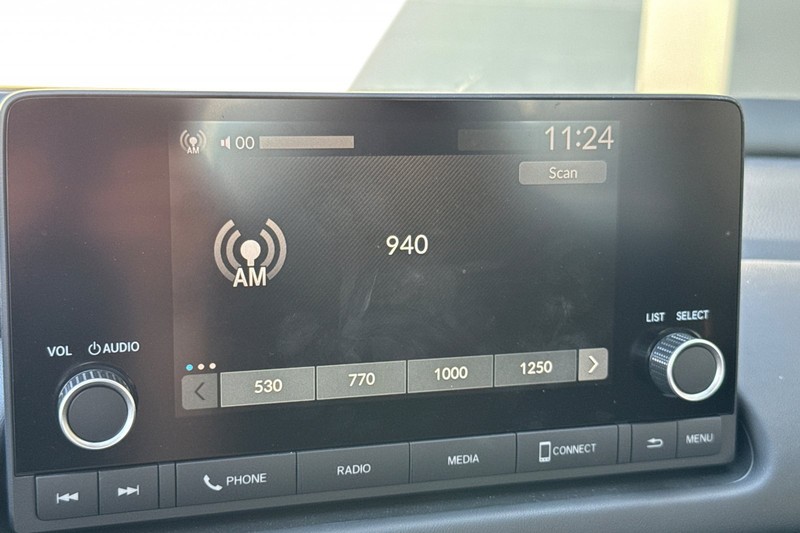 AM 00 11:24
Scan
940
AM
LIST SELECT
VOL AUDIO
530 770 1000 1250
PHONE RADIO MEDIA CONNECT MENU